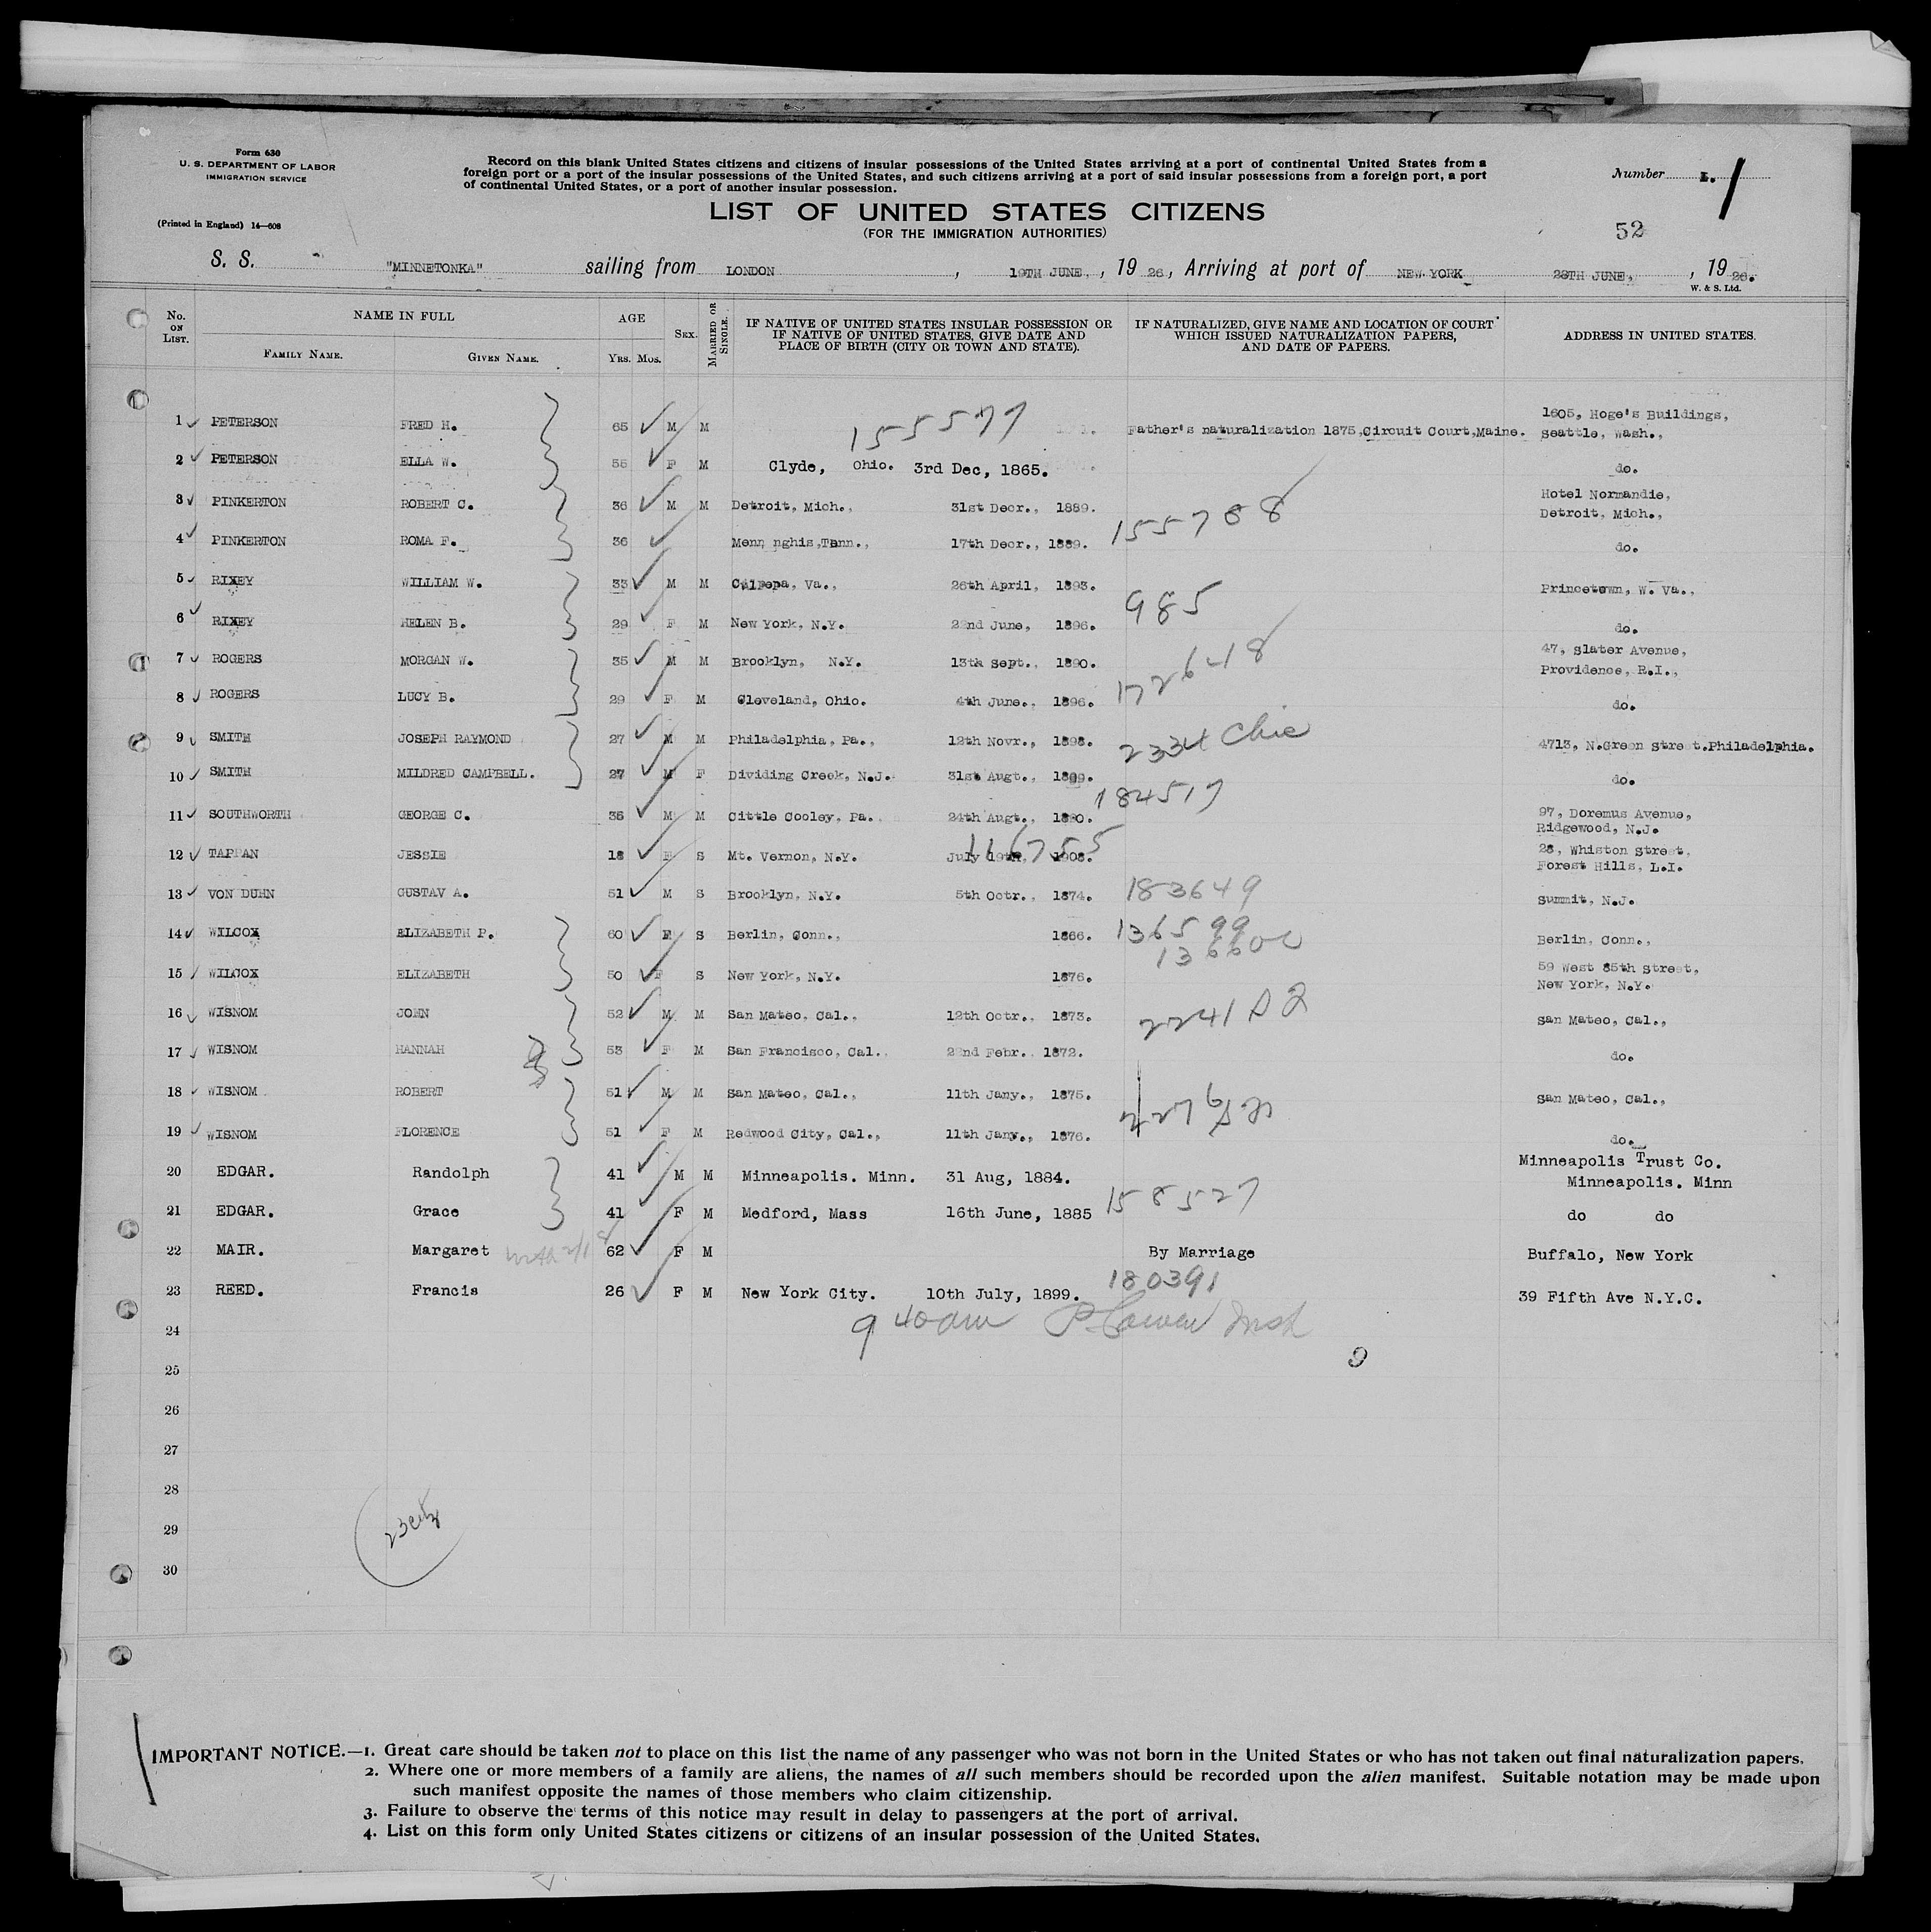 Form 630
U. S. DEPARTMENT OF LABOR
IMMIGRATION SERVICE
(Printed in England) 14—608
Record on this blank United States citizens and citizens of insular possessions of the United States arriving at a port of continental United States from a
foreign port or a port of the insular possessions of the United States, and such citizens arriving at a port of said insular possessions from a foreign port, a port
of continental United States, or a port of another insular possession.
Number 1. 1
LIST OF UNITED STATES CITIZENS
(FOR THE IMMIGRATION AUTHORITIES)
52
S. S. "MINNETONKA" sailing from LONDON, 19TH JUNE, 1926, Arriving at port of NEW YORK 28TH JUNE, 1926.
W. & S. Ltd.
No. ON LIST. NAME IN FULL FAMILY NAME. GIVEN NAME. AGE YRS. MOS. SEX. MARRIED OR SINGLE. IF NATIVE OF UNITED STATES INSULAR POSSESSION OR IF NATIVE OF UNITED STATES, GIVE DATE AND PLACE OF BIRTH (CITY OR TOWN AND STATE). IF NATURALIZED, GIVE NAME AND LOCATION OF COURT WHICH ISSUED NATURALIZATION PAPERS, AND DATE OF PAPERS. ADDRESS IN UNITED STATES.
1 PETERSON FRED H. 65 M M 155577 Father's naturalization 1875, Circuit Court, Maine. 1605, Hoge's Buildings, Seattle, Wash.,
2 PETERSON ELLA W. 55 F M Clyde, Ohio. 3rd Dec, 1865. do.
3 PINKERTON ROBERT C. 36 M M Detroit, Mich., 31st Decr., 1889. 155788 Hotel Normandie, Detroit, Mich.,
4 PINKERTON ROMA F. 36 17th Decr., 1889. do.
5 RIXEY WILLIAM W. 33 M M Culpepa, Va., 26th April, 1893. 985 Princetown, W. Va.,
6 RIXEY HELEN B. 29 F M New York, N.Y. 22nd June, 1896. do.
7 ROGERS MORGAN W. 35 M M Brooklyn, N.Y. 13th Sept., 1890. 172648 47, Slater Avenue, Providence, R.I.,
8 ROGERS LUCY B. 29 F M Cleveland, Ohio. 4th June., 1896. do.
9 SMITH JOSEPH RAYMOND 27 M M Philadelphia, Pa., 12th Novr., 1898. 2334 Chic 4713, N.Green Street.Philadelphia.
10 SMITH MILDRED CAMPBELL. 27 M F Dividing Creek, N.J. 31st Augt., 1899. do.
11 SOUTHWORTH GEORGE C. 35 M M Cittle Cooley, Pa. 24th Augt., 1890. 184517 97, Doremus Avenue, Ridgewood, N.J.
12 TAPPAN JESSIE 18 F S Mt. Vernon, N.Y. July 19th, 1908. 116755 28, Whiston Street, Forest Hills, L.I.
13 VON DUHN GUSTAV A. 51 M S Brooklyn, N.Y. 5th Octr., 1874. 183649 Summit, N.J.
14 WILCOX ELIZABETH P. 60 F S Berlin, Conn., 1866. 136599 Berlin, Conn.,
15 WILCOX ELIZABETH 50 F S New York, N.Y. 1876. 136600 59 West 85th Street, New York, N.Y.
16 WISNOM JOHN 52 M M San Mateo, Cal., 12th Octr., 1873. San Mateo, Cal.,
17 WISNOM HANNAH 53 F M San Francisco, Cal. 22nd Febr. 1872. do.
18 WISNOM ROBERT 51 M M San Mateo, Cal., 11th Jany., 1875. San Mateo, Cal.,
19 WISNOM FLORENCE 51 F M Redwood City, Cal., 11th Jany., 1876. do.
20 EDGAR. Randolph 41 M M Minneapolis. Minn. 31 Aug, 1884. Minneapolis Trust Co. Minneapolis. Minn
21 EDGAR. Grace 41 F M Medford, Mass 16th June, 1885 158527 do do
22 MAIR. Margaret 62 F M By Marriage Buffalo, New York
23 REED. Francis 26 F M New York City. 10th July, 1899. 180391 39 Fifth Ave N.Y.C.
24 9 40 am
25
26
27
28
29
30
IMPORTANT NOTICE.—1. Great care should be taken not to place on this list the name of any passenger who was not born in the United States or who has not taken out final naturalization papers.
2. Where one or more members of a family are aliens, the names of all such members should be recorded upon the alien manifest. Suitable notation may be made upon
such manifest opposite the names of those members who claim citizenship.
3. Failure to observe the terms of this notice may result in delay to passengers at the port of arrival.
4. List on this form only United States citizens or citizens of an insular possession of the United States.